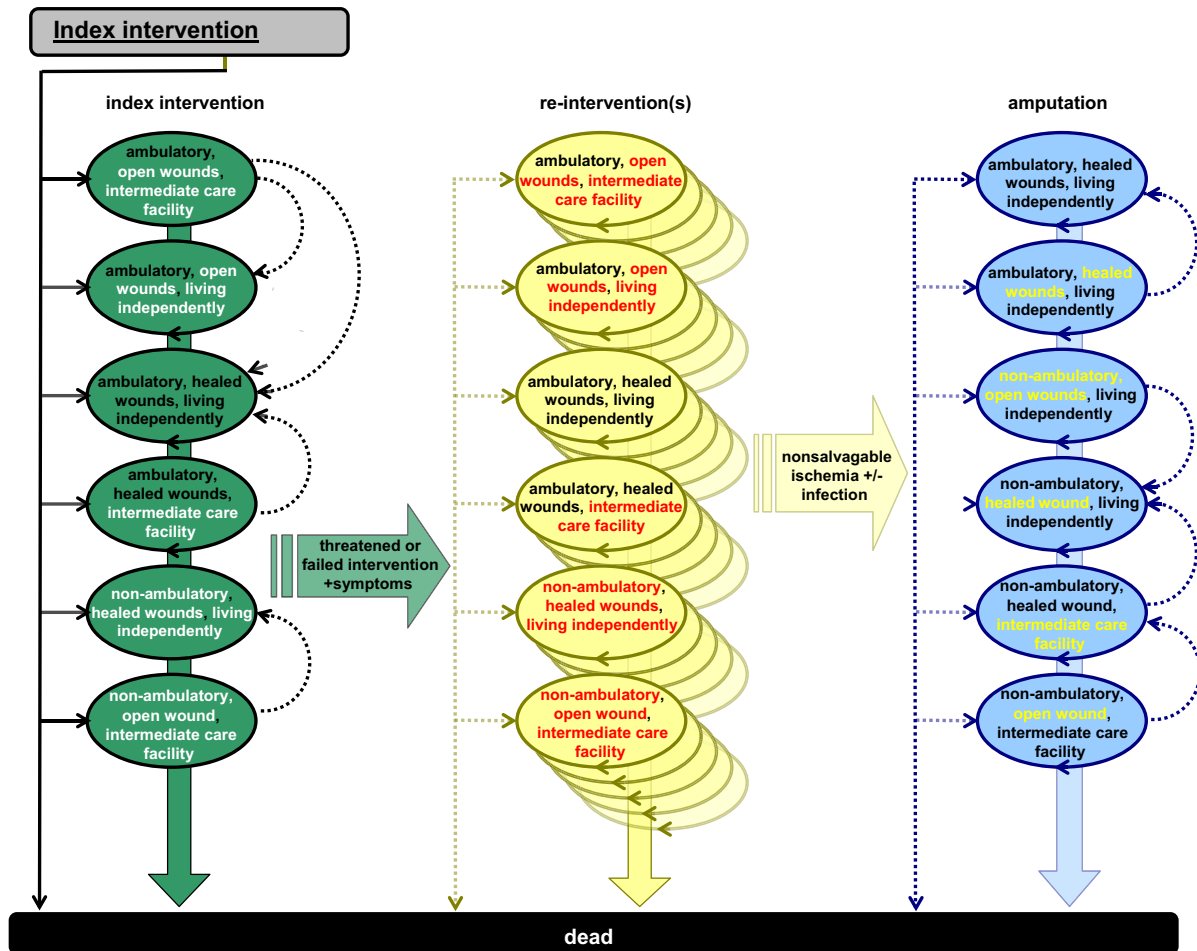 Index intervention
index intervention
re-intervention(s)
amputation
ambulatory,
open wounds,
intermediate care
facility
ambulatory, open
wounds, living
independently
ambulatory, healed
wounds, living
independently
ambulatory,
healed wounds,
intermediate care
facility
non-ambulatory,
healed wounds, living
independently
non-ambulatory,
open wound,
intermediate care
facility
threatened or
failed intervention
+symptoms
ambulatory, open
wounds, intermediate
care facility
ambulatory, open
wounds, living
independently
ambulatory, healed
wounds, living
independently
ambulatory, healed
wounds, intermediate
care facility
non-ambulatory,
healed wounds,
living independently
non-ambulatory,
open wound,
intermediate care
facility
nonsalvagable
ischemia +/-
infection
ambulatory, healed
wounds, living
independently
ambulatory, healed
wounds, living
independently
non-ambulatory,
open wounds, living
independently
non-ambulatory,
healed wound, living
independently
non-ambulatory,
healed wound,
intermediate care
facility
non-ambulatory,
open wound,
intermediate care
facility
dead